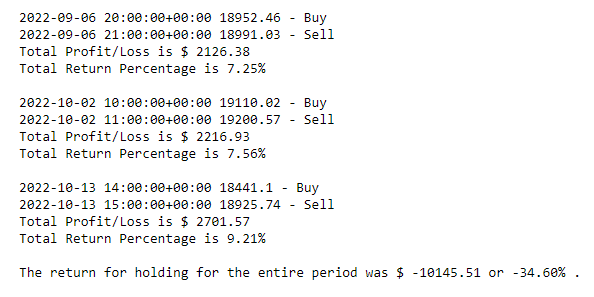 2022-09-06 20:00:00+00:00 18952.46 - Buy
2022-09-06 21:00:00+00:00 18991.03 - Sell
Total Profit/Loss is $ 2126.38
Total Return Percentage is 7.25%
2022-10-02 10:00:00+00:00 19110.02 - Buy
2022-10-02 11:00:00+00:00 19200.57 - Sell
Total Profit/Loss is $ 2216.93
Total Return Percentage is 7.56%
2022-10-13 14:00:00+00:00 18441.1 - Buy
2022-10-13 15:00:00+00:00 18925.74 - Sell
Total Profit/Loss is $ 2701.57
Total Return Percentage is 9.21%
The return for holding for the entire period was $ -10145.51 or -34.60% .